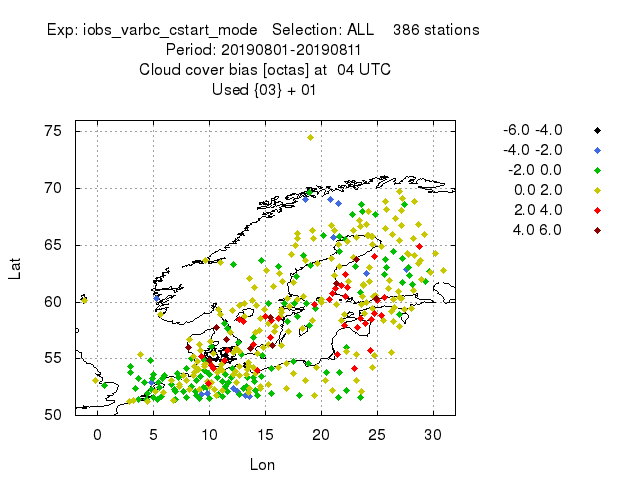 Exp: iobs_varbc_cstart_mode Selection: ALL 386 stations
Period: 20190801-20190811
Cloud cover bias [octas] at 04 UTC
Used {03} + 01
-6.0 -4.0
-4.0 -2.0
-2.0 0.0
0.0 2.0
2.0 4.0
4.0 6.0
75
70
65
60
55
50
Lat
0 5 10 15 20 25 30
Lon